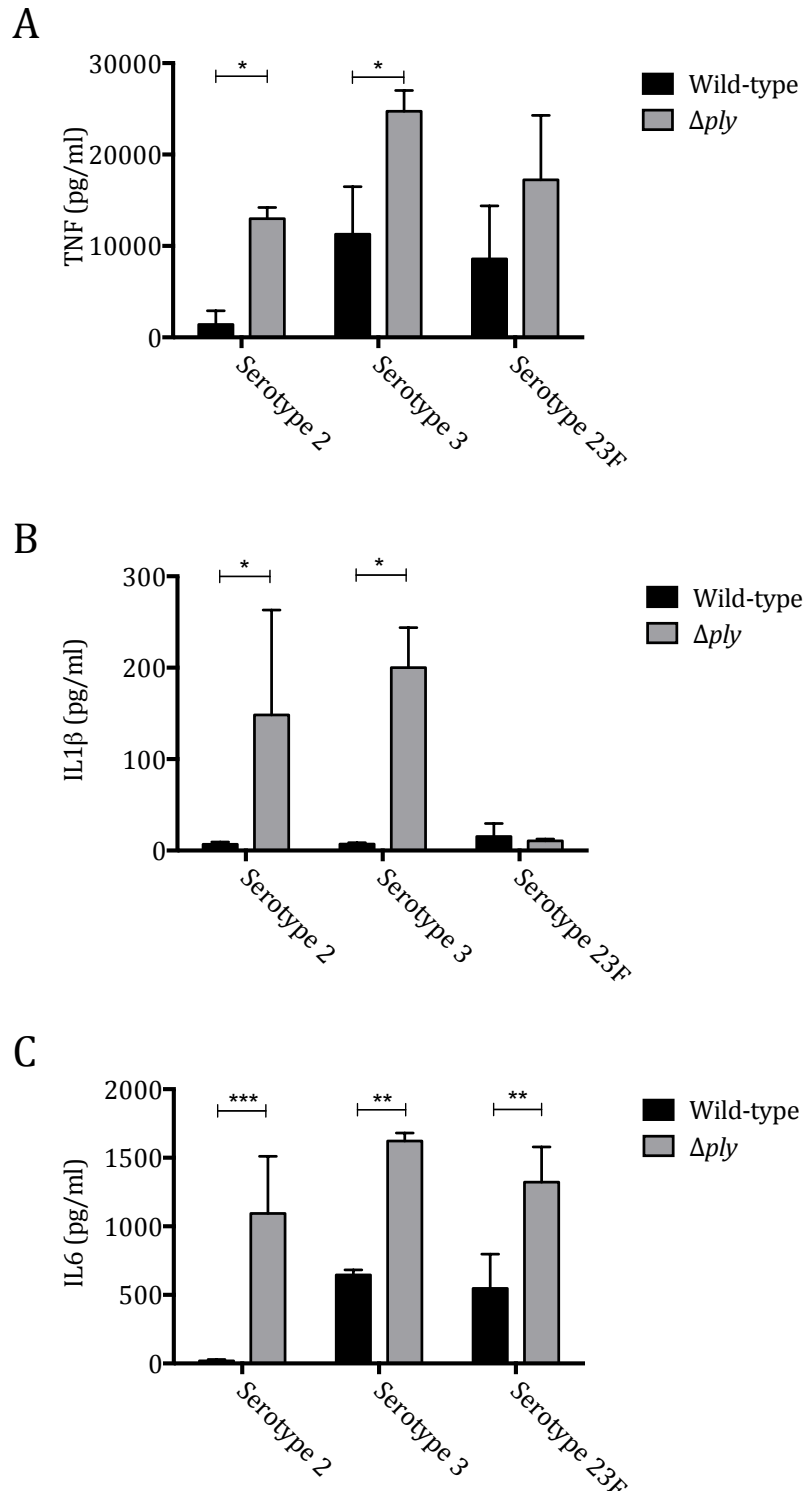 A
* *
30000
20000
10000
0
TNF (pg/ml)
Wild-type
Δply
Serotype 2
Serotype 3
Serotype 23F
B
* *
300
200
100
0
IL1β (pg/ml)
Wild-type
Δply
Serotype 2
Serotype 3
Serotype 23F
C
*** ** **
2000
1500
1000
500
0
IL6 (pg/ml)
Wild-type
Δply
Serotype 2
Serotype 3
Serotype 23F